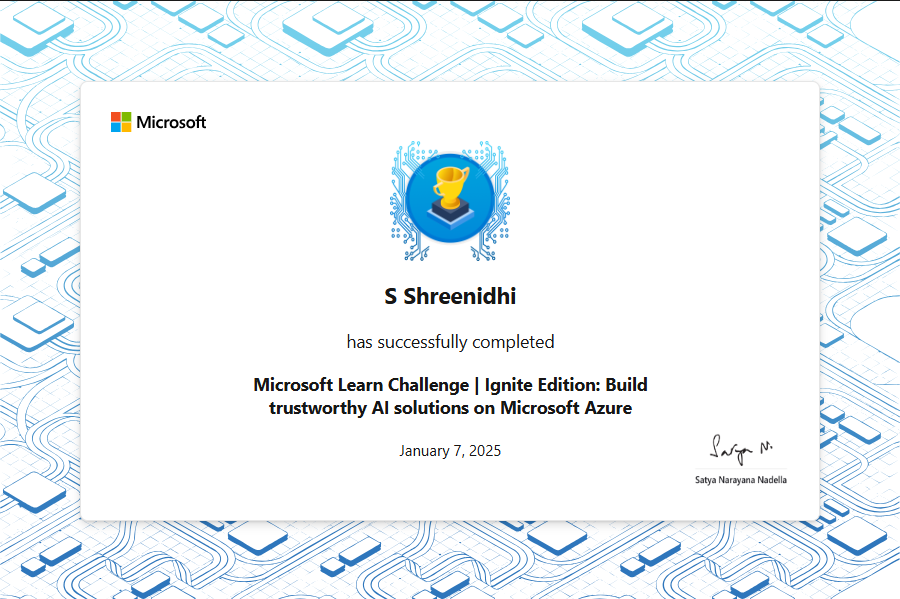 Microsoft
S Shreenidhi
has successfully completed
Microsoft Learn Challenge | Ignite Edition: Build
trustworthy AI solutions on Microsoft Azure
January 7, 2025
Satya N.
Satya Narayana Nadella